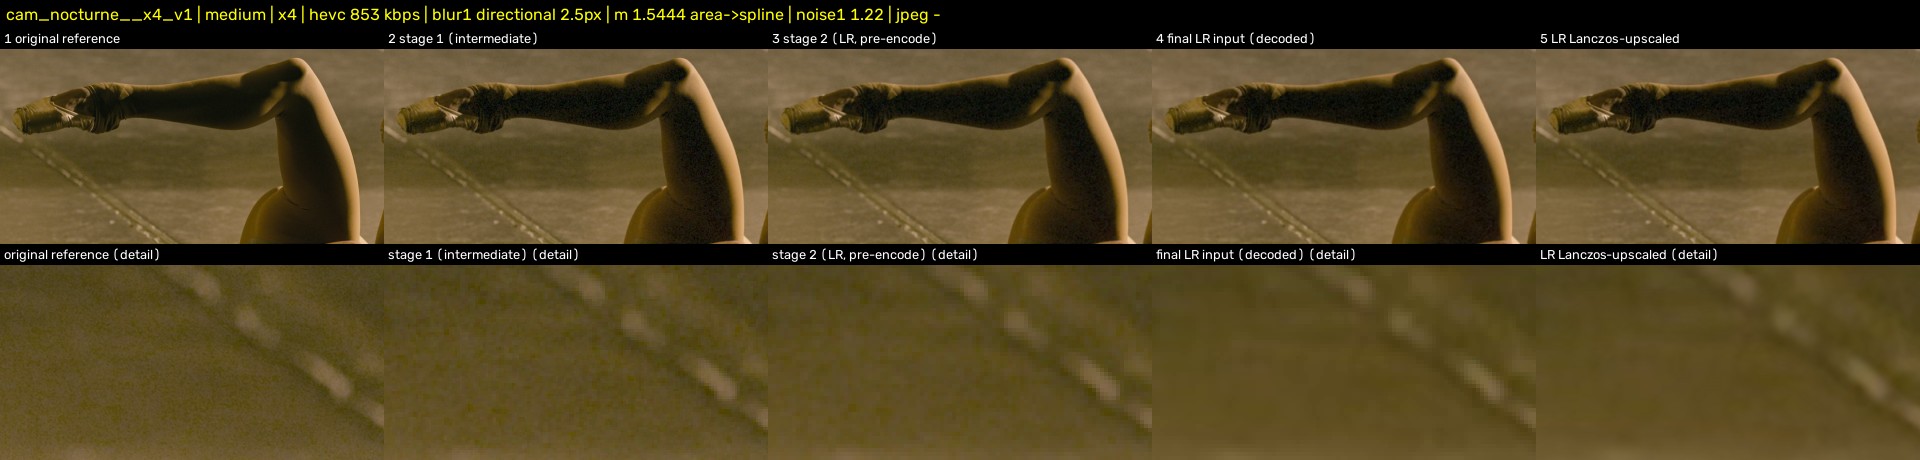 cam_nocturne__x4_v1 | medium | x4 | hevc 853 kbps | blur1 directional 2.5px | m 1.5444 area->spline | noise1 1.22 | jpeg -
1 original reference
2 stage 1 (intermediate)
3 stage 2 (LR, pre-encode)
4 final LR input (decoded)
5 LR Lanczos-upscaled
original reference (detail)
stage 1 (intermediate) (detail)
stage 2 (LR, pre-encode) (detail)
final LR input (decoded) (detail)
LR Lanczos-upscaled (detail)